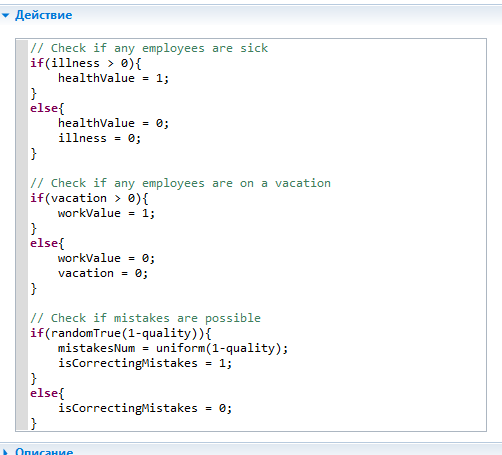 Действие
// Check if any employees are sick
if(illness > 0){
    healthValue = 1;
}
else{
    healthValue = 0;
    illness = 0;
}

// Check if any employees are on a vacation
if(vacation > 0){
    workValue = 1;
}
else{
    workValue = 0;
    vacation = 0;
}

// Check if mistakes are possible
if(randomTrue(1-quality)){
    mistakesNum = uniform(1-quality);
    isCorrectingMistakes = 1;
}
else{
    isCorrectingMistakes = 0;
}
Описание